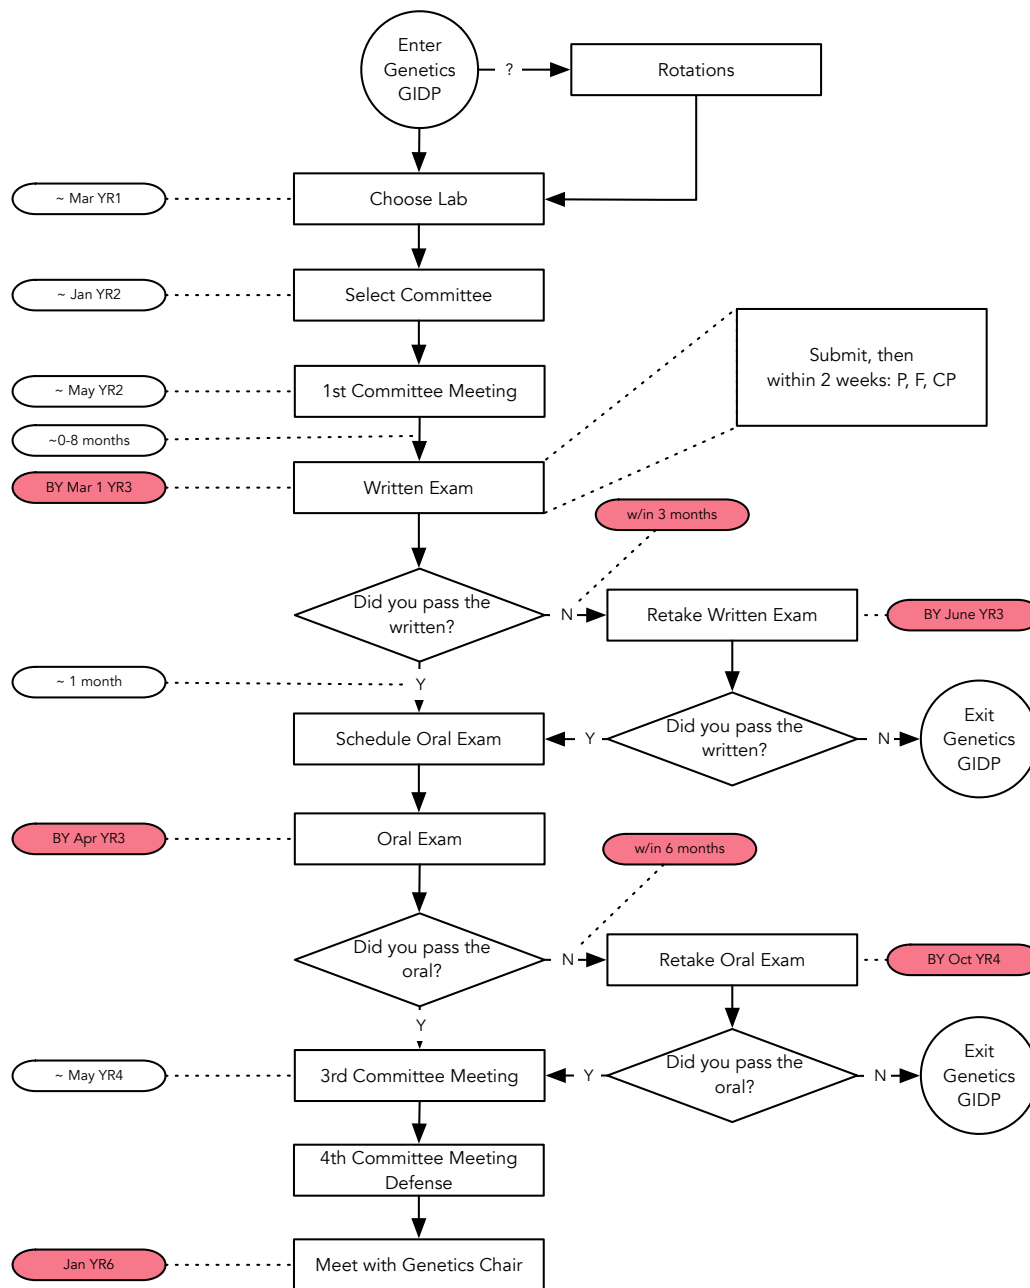 Enter
Genetics
GIDP
?
Rotations
~ Mar YR1
Choose Lab
~ Jan YR2
Select Committee
Submit, then
within 2 weeks: P, F, CP
~ May YR2
1st Committee Meeting
~0-8 months
BY Mar 1 YR3
Written Exam
w/in 3 months
Did you pass the
written?
N
Retake Written Exam
BY June YR3
~ 1 month
Y
Schedule Oral Exam
Y
Did you pass the
written?
N
Exit
Genetics
GIDP
BY Apr YR3
Oral Exam
w/in 6 months
Did you pass the
oral?
N
Retake Oral Exam
BY Oct YR4
Y
~ May YR4
3rd Committee Meeting
Y
Did you pass the
oral?
N
Exit
Genetics
GIDP
4th Committee Meeting
Defense
Jan YR6
Meet with Genetics Chair